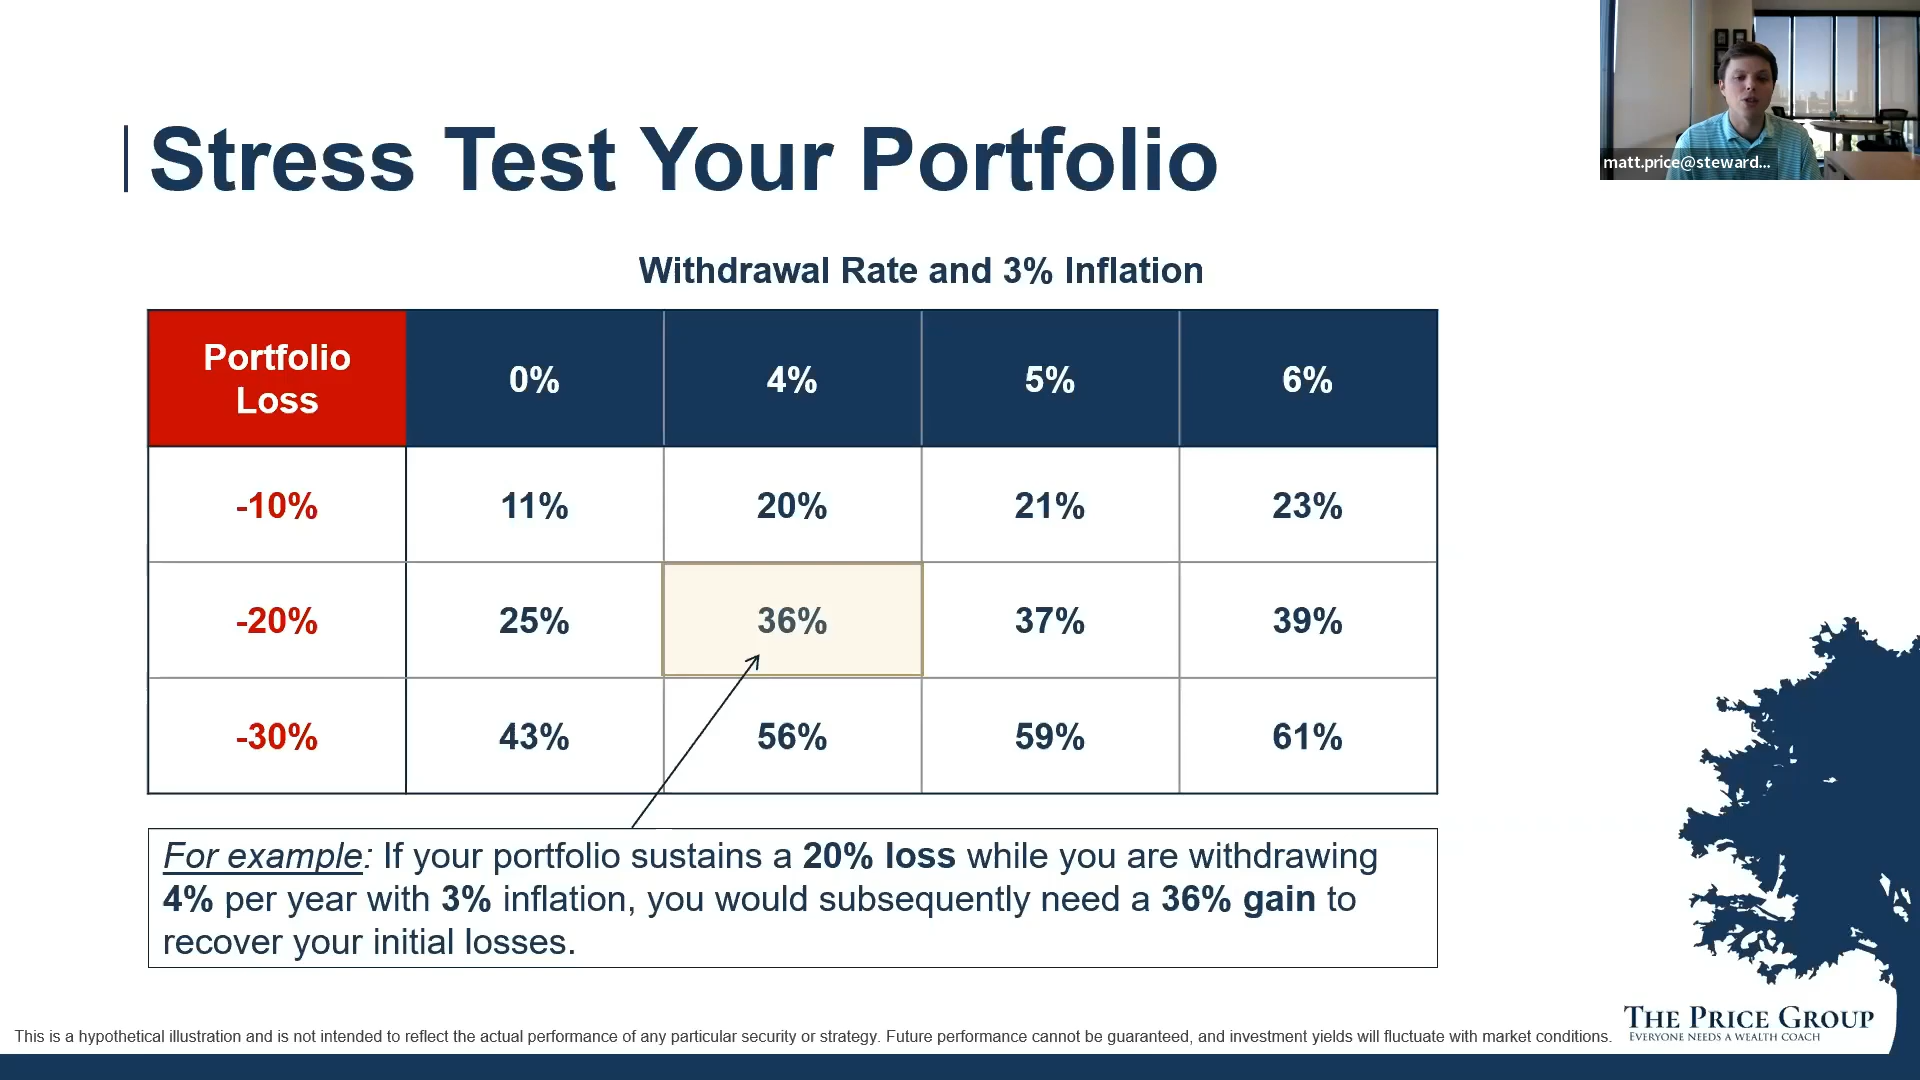 matt.price@steward...
Stress Test Your Portfolio
Withdrawal Rate and 3% Inflation
Portfolio
Loss
0% 4% 5% 6%
-10% 11% 20% 21% 23%
-20% 25% 36% 37% 39%
-30% 43% 56% 59% 61%
For example: If your portfolio sustains a 20% loss while you are withdrawing
4% per year with 3% inflation, you would subsequently need a 36% gain to
recover your initial losses.
This is a hypothetical illustration and is not intended to reflect the actual performance of any particular security or strategy. Future performance cannot be guaranteed, and investment yields will fluctuate with market conditions.
THE PRICE GROUP
EVERYONE NEEDS A WEALTH COACH